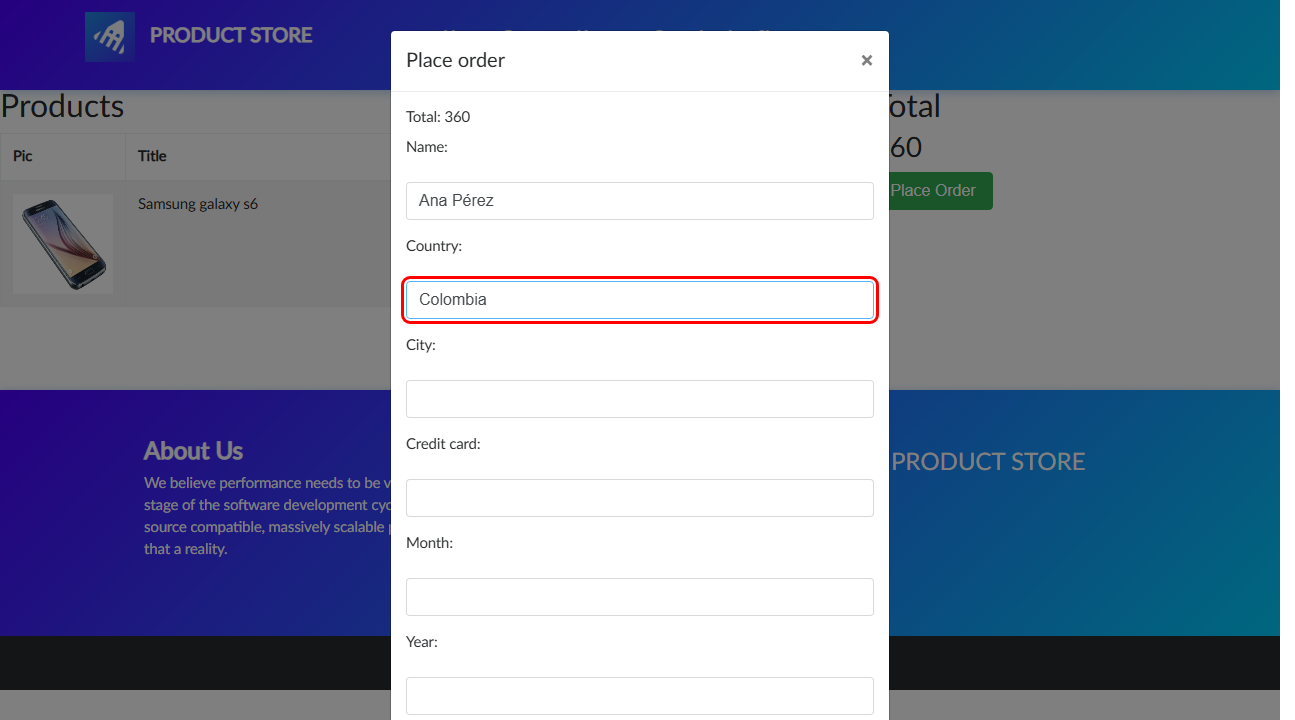 PRODUCT STORE
Place order
×
Total: 360
Name:
Ana Pérez
Country:
Colombia
City:
Credit card:
Month:
Year:
Products
Pic
Title
Samsung galaxy s6
otal
60
Place Order
About Us
We believe performance needs to be v
stage of the software development cyc
source compatible, massively scalable
that a reality.
PRODUCT STORE